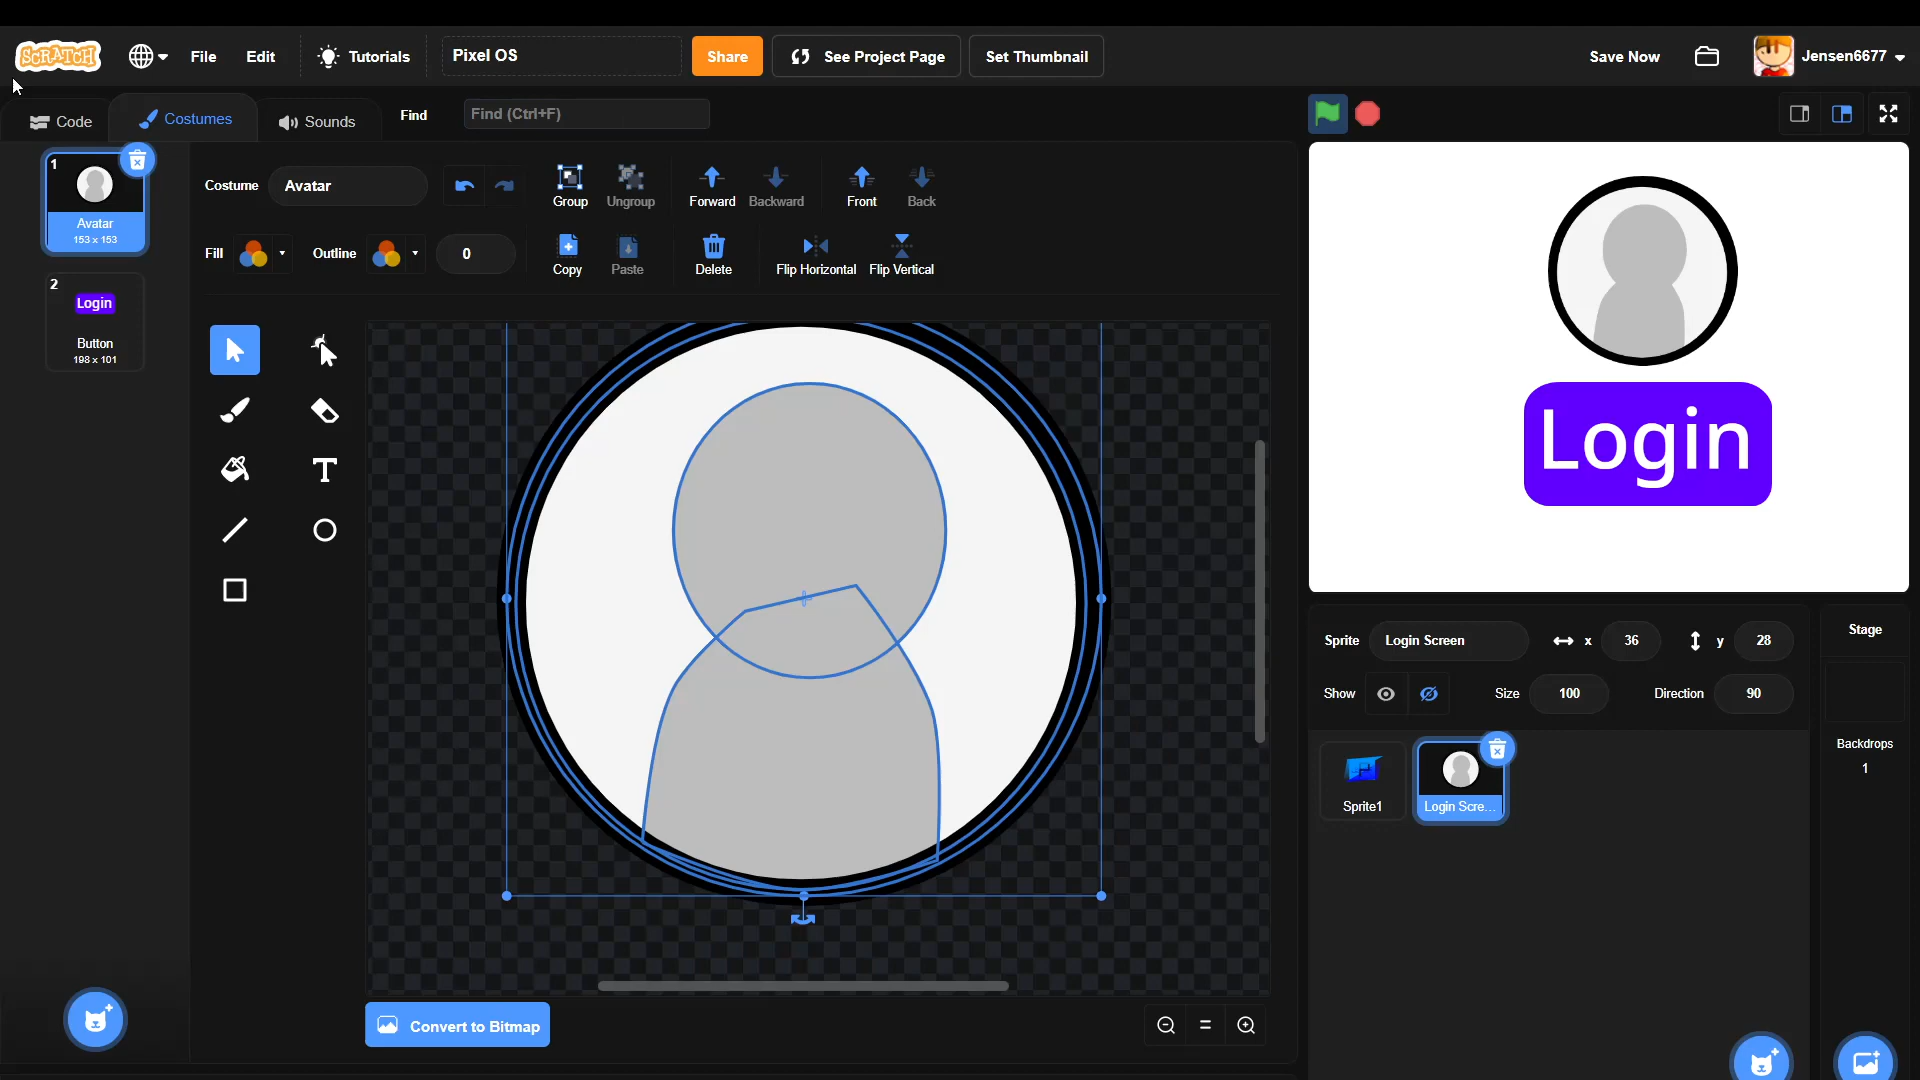 SCRATCH File Edit Tutorials Pixel OS Share See Project Page Set Thumbnail Save Now Jensen6677
Code Costumes Sounds Find Find (Ctrl+F)
1
Avatar
153 x 153
2
Login
Button
198 x 101
Costume Avatar Group Ungroup Forward Backward Front Back
Fill Outline 0 Copy Paste Delete Flip Horizontal Flip Vertical
T
Convert to Bitmap
Login
Sprite Login Screen x 36 y 28
Show Size 100 Direction 90
Sprite1
Login Scre...
Stage
Backdrops
1